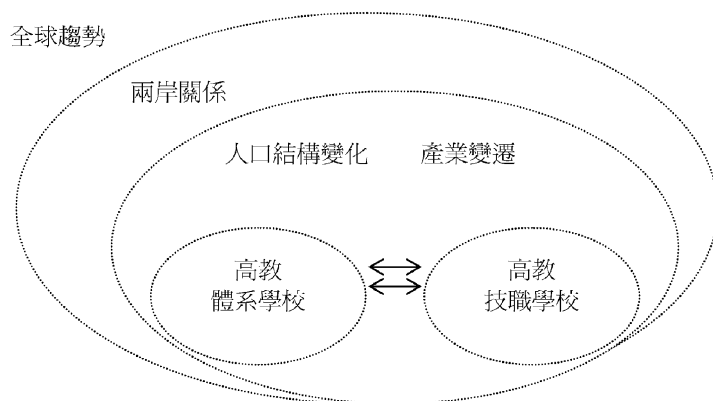 全球趨勢
兩岸關係
人口結構變化 產業變遷
高教
體系學校
高教
技職學校